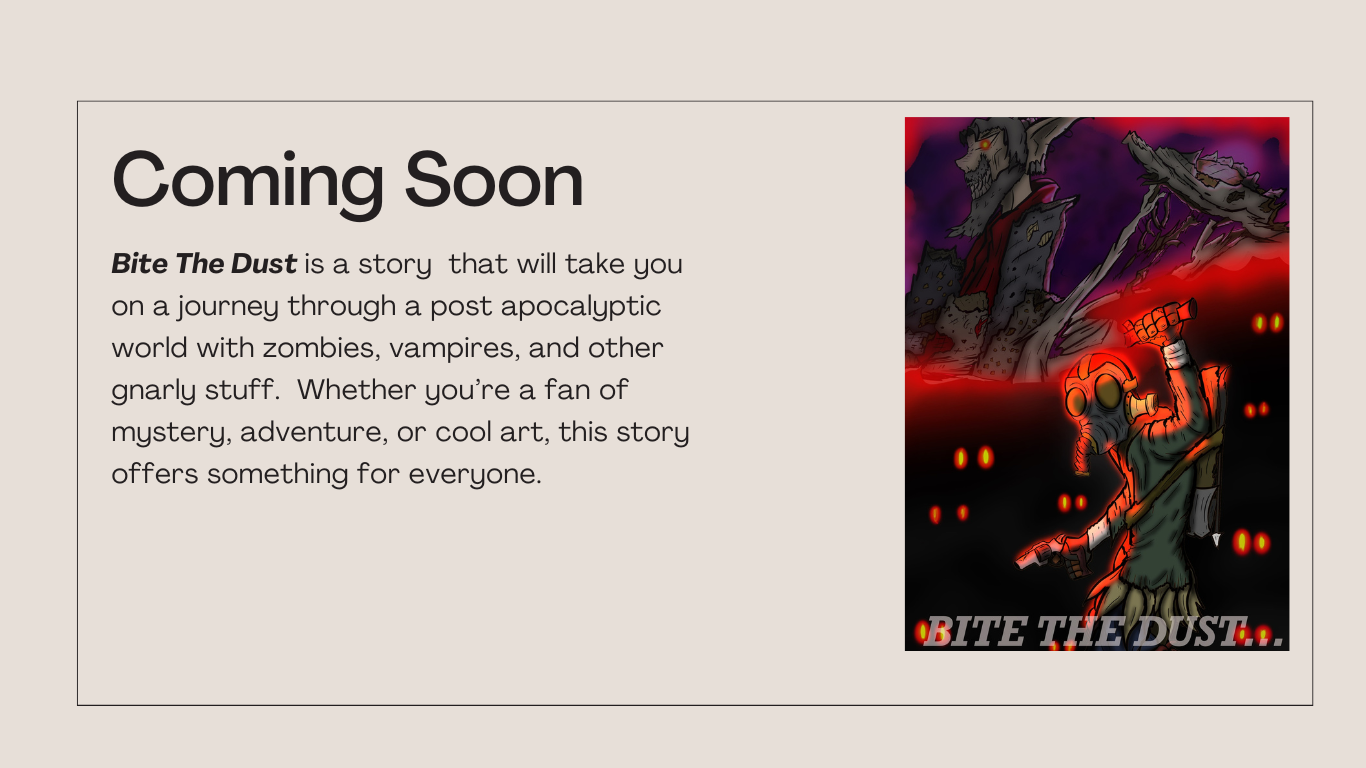 Coming Soon
Bite The Dust is a story  that will take you
on a journey through a post apocalyptic
world with zombies, vampires, and other
gnarly stuff.  Whether you’re a fan of
mystery, adventure, or cool art, this story
offers something for everyone.
BITE THE DUST...